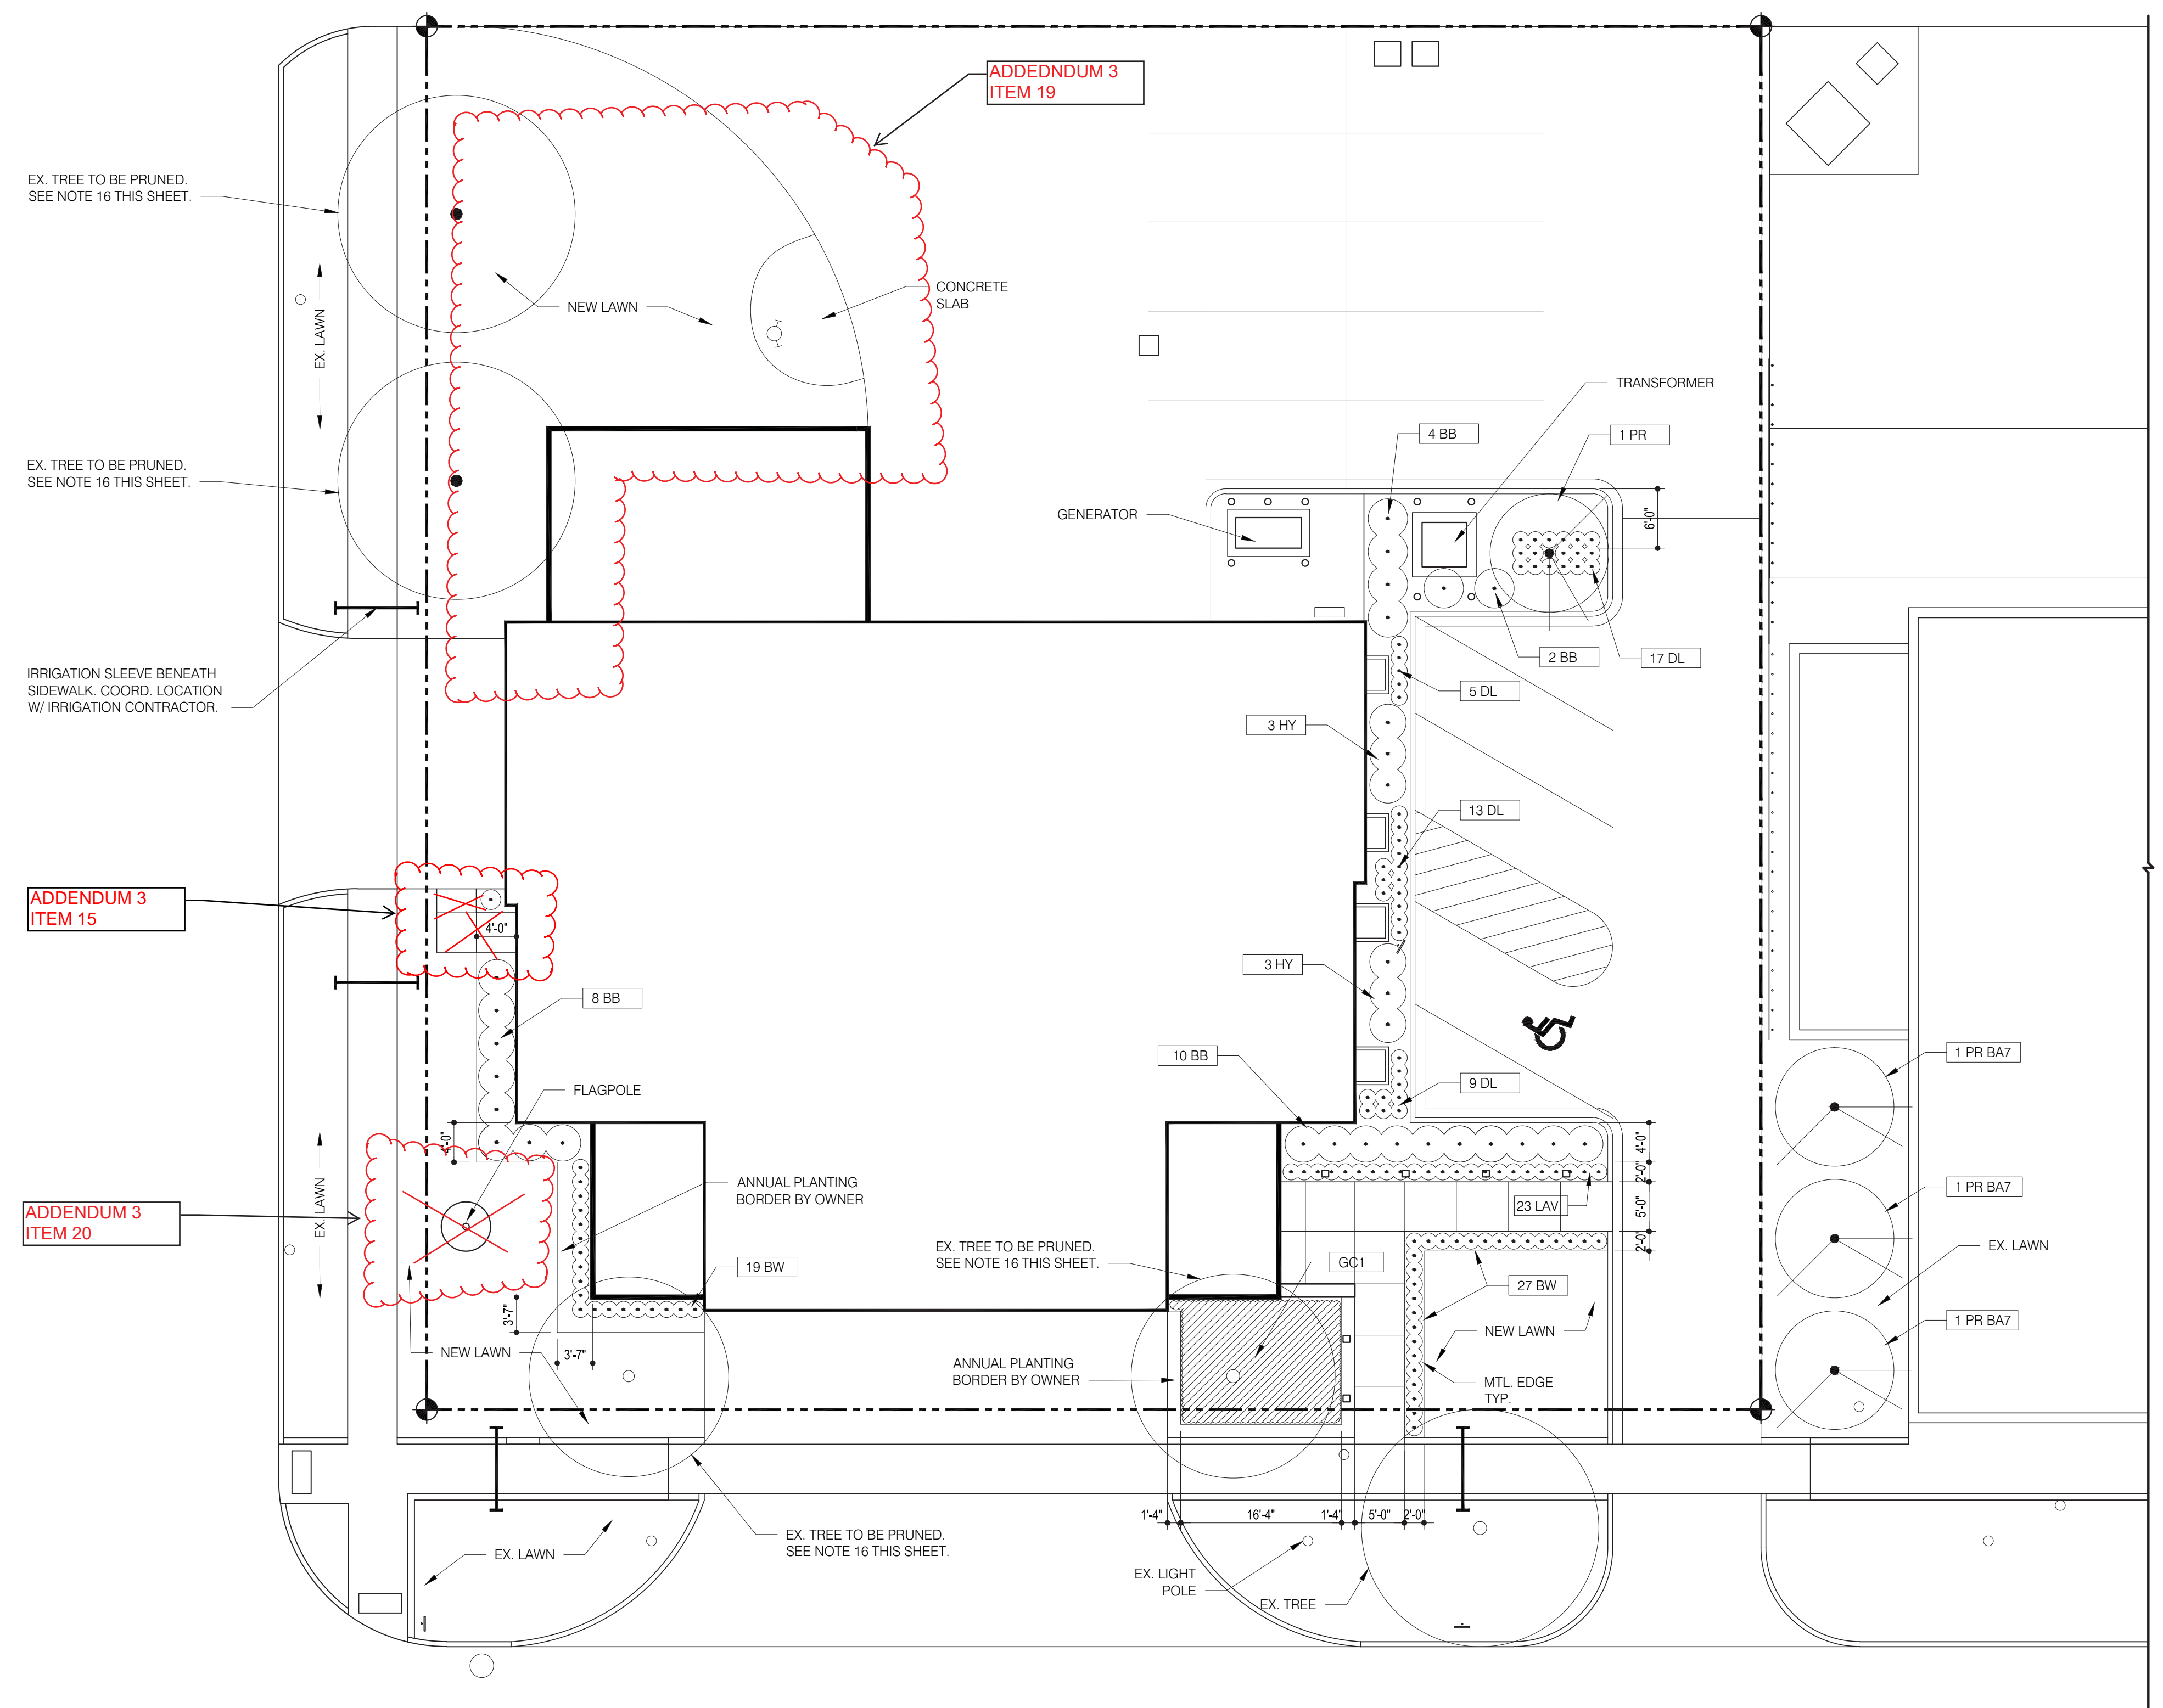 ADDEDNDUM 3
ITEM 19
EX. TREE TO BE PRUNED.
SEE NOTE 16 THIS SHEET.
CONCRETE
SLAB
NEW LAWN
EX. LAWN
TRANSFORMER
4 BB
1 PR
EX. TREE TO BE PRUNED.
SEE NOTE 16 THIS SHEET.
GENERATOR
6'-0"
2 BB
17 DL
IRRIGATION SLEEVE BENEATH
SIDEWALK. COORD. LOCATION
W/ IRRIGATION CONTRACTOR.
5 DL
3 HY
13 DL
ADDENDUM 3
ITEM 15
4'-0"
3 HY
8 BB
10 BB
1 PR BA7
FLAGPOLE
9 DL
4'-0"
4'-0"
ANNUAL PLANTING
BORDER BY OWNER
2'-0"
1 PR BA7
EX. LAWN
23 LAV
5'-0"
ADDENDUM 3
ITEM 20
2'-0"
EX. TREE TO BE PRUNED.
SEE NOTE 16 THIS SHEET.
EX. LAWN
GC1
19 BW
27 BW
3'-7"
1 PR BA7
NEW LAWN
NEW LAWN
3'-7"
ANNUAL PLANTING
BORDER BY OWNER
MTL. EDGE
TYP.
1'-4"
16'-4"
1'-4"
5'-0"
2'-0"
EX. TREE TO BE PRUNED.
SEE NOTE 16 THIS SHEET.
EX. LAWN
EX. LIGHT
POLE
EX. TREE